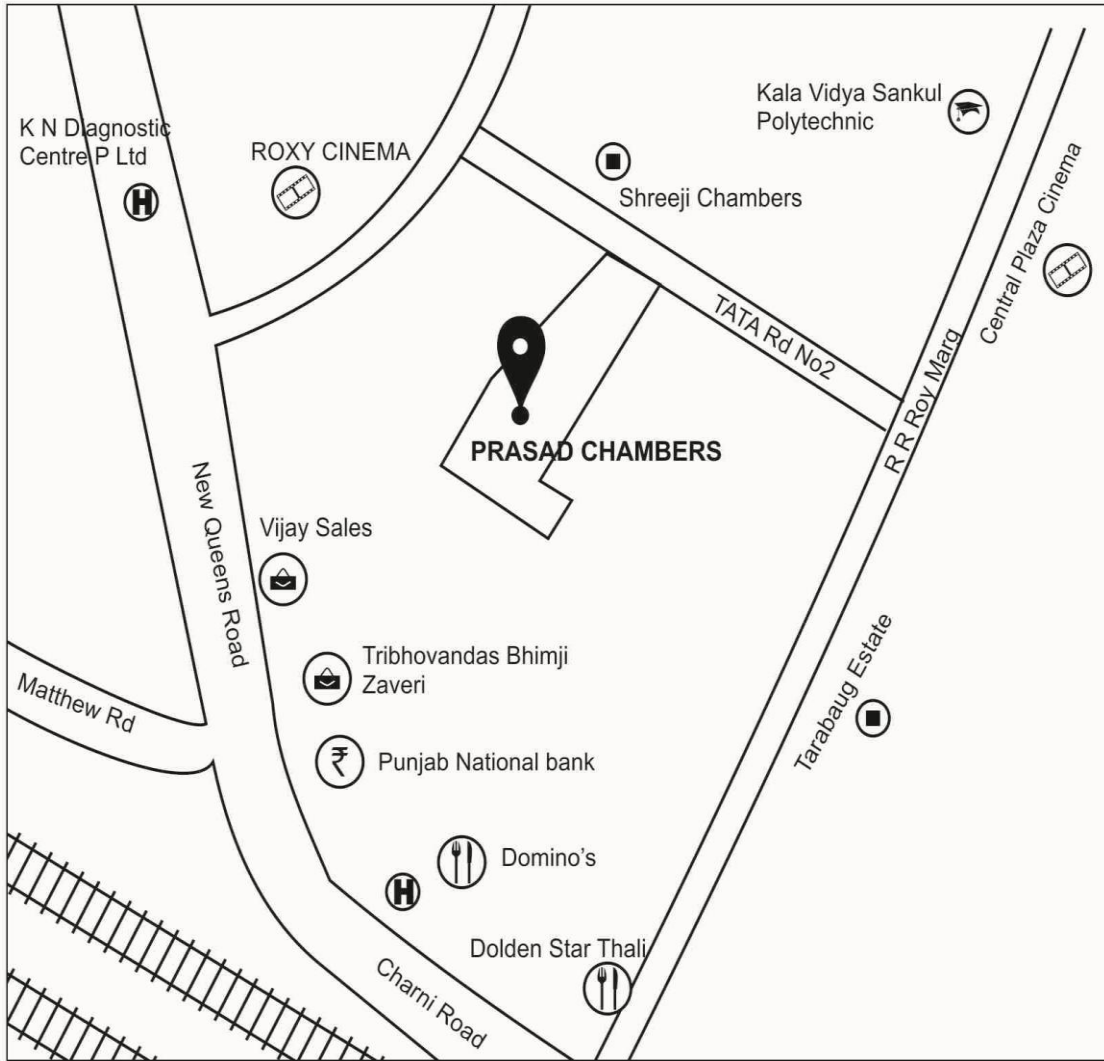 K N Diagnostic
Centre P Ltd
H
ROXY CINEMA
Kala Vidya Sankul
Polytechnic
Shreeji Chambers
Central Plaza Cinema
TATA Rd No2
R R Roy Marg
PRASAD CHAMBERS
New Queens Road
Vijay Sales
Tribhovandas Bhimji
Zaveri
Matthew Rd
₹
Punjab National bank
Tarabaug Estate
Domino's
H
Dolden Star Thali
Charni Road